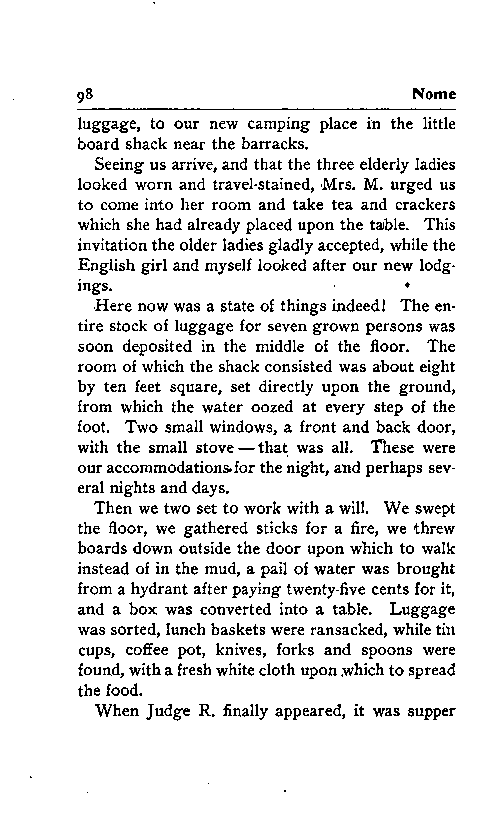 98 Nome
luggage, to our new camping place in the little
board shack near the barracks.
Seeing us arrive, and that the three elderly ladies
looked worn and travel-stained, Mrs. M. urged us
to come into her room and take tea and crackers
which she had already placed upon the table. This
invitation the older ladies gladly accepted, while the
English girl and myself looked after our new lodg-
ings.
Here now was a state of things indeed! The en-
tire stock of luggage for seven grown persons was
soon deposited in the middle of the floor. The
room of which the shack consisted was about eight
by ten feet square, set directly upon the ground,
from which the water oozed at every step of the
foot. Two small windows, a front and back door,
with the small stove — that was all. These were
our accommodations for the night, and perhaps sev-
eral nights and days.
Then we two set to work with a will. We swept
the floor, we gathered sticks for a fire, we threw
boards down outside the door upon which to walk
instead of in the mud, a pail of water was brought
from a hydrant after paying twenty-five cents for it,
and a box was converted into a table. Luggage
was sorted, lunch baskets were ransacked, while tin
cups, coffee pot, knives, forks and spoons were
found, with a fresh white cloth upon which to spread
the food.
When Judge R. finally appeared, it was supper